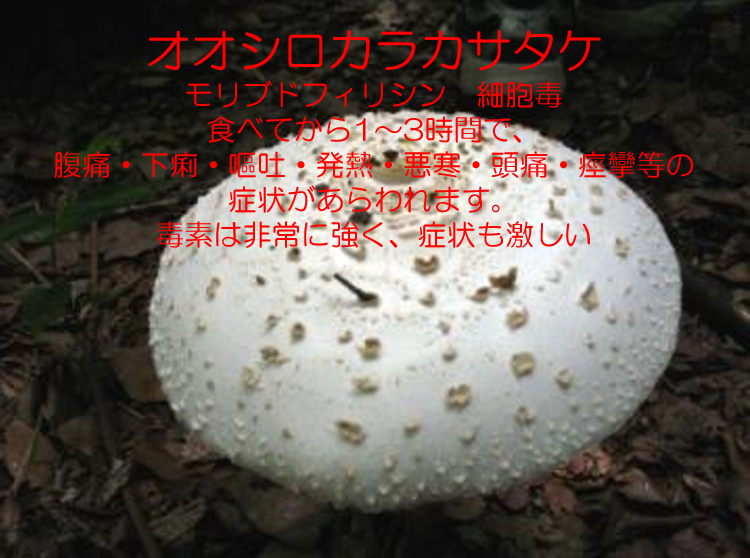 オオシロカラカサタケ
モリブドフィリシン　細胞毒
食べてから1～3時間で、
腹痛・下痢・嘔吐・発熱・悪寒・頭痛・痙攣等の
症状があらわれます。
毒素は非常に強く、症状も激しい